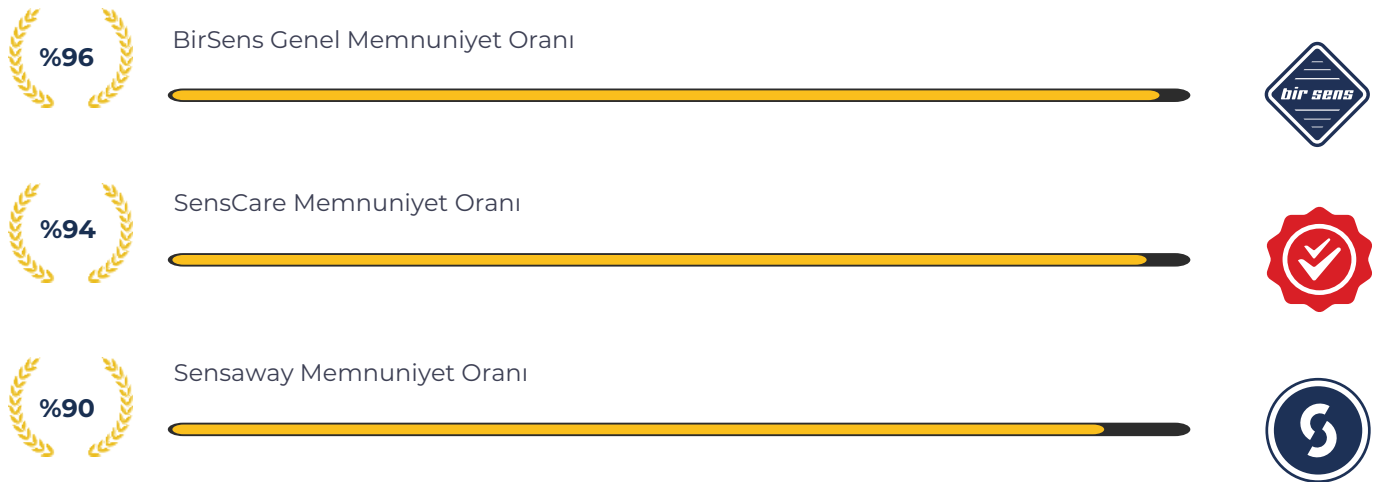 %96
BirSens Genel Memnuniyet Oranı
bir sens
%94
SensCare Memnuniyet Oranı
%90
Sensaway Memnuniyet Oranı